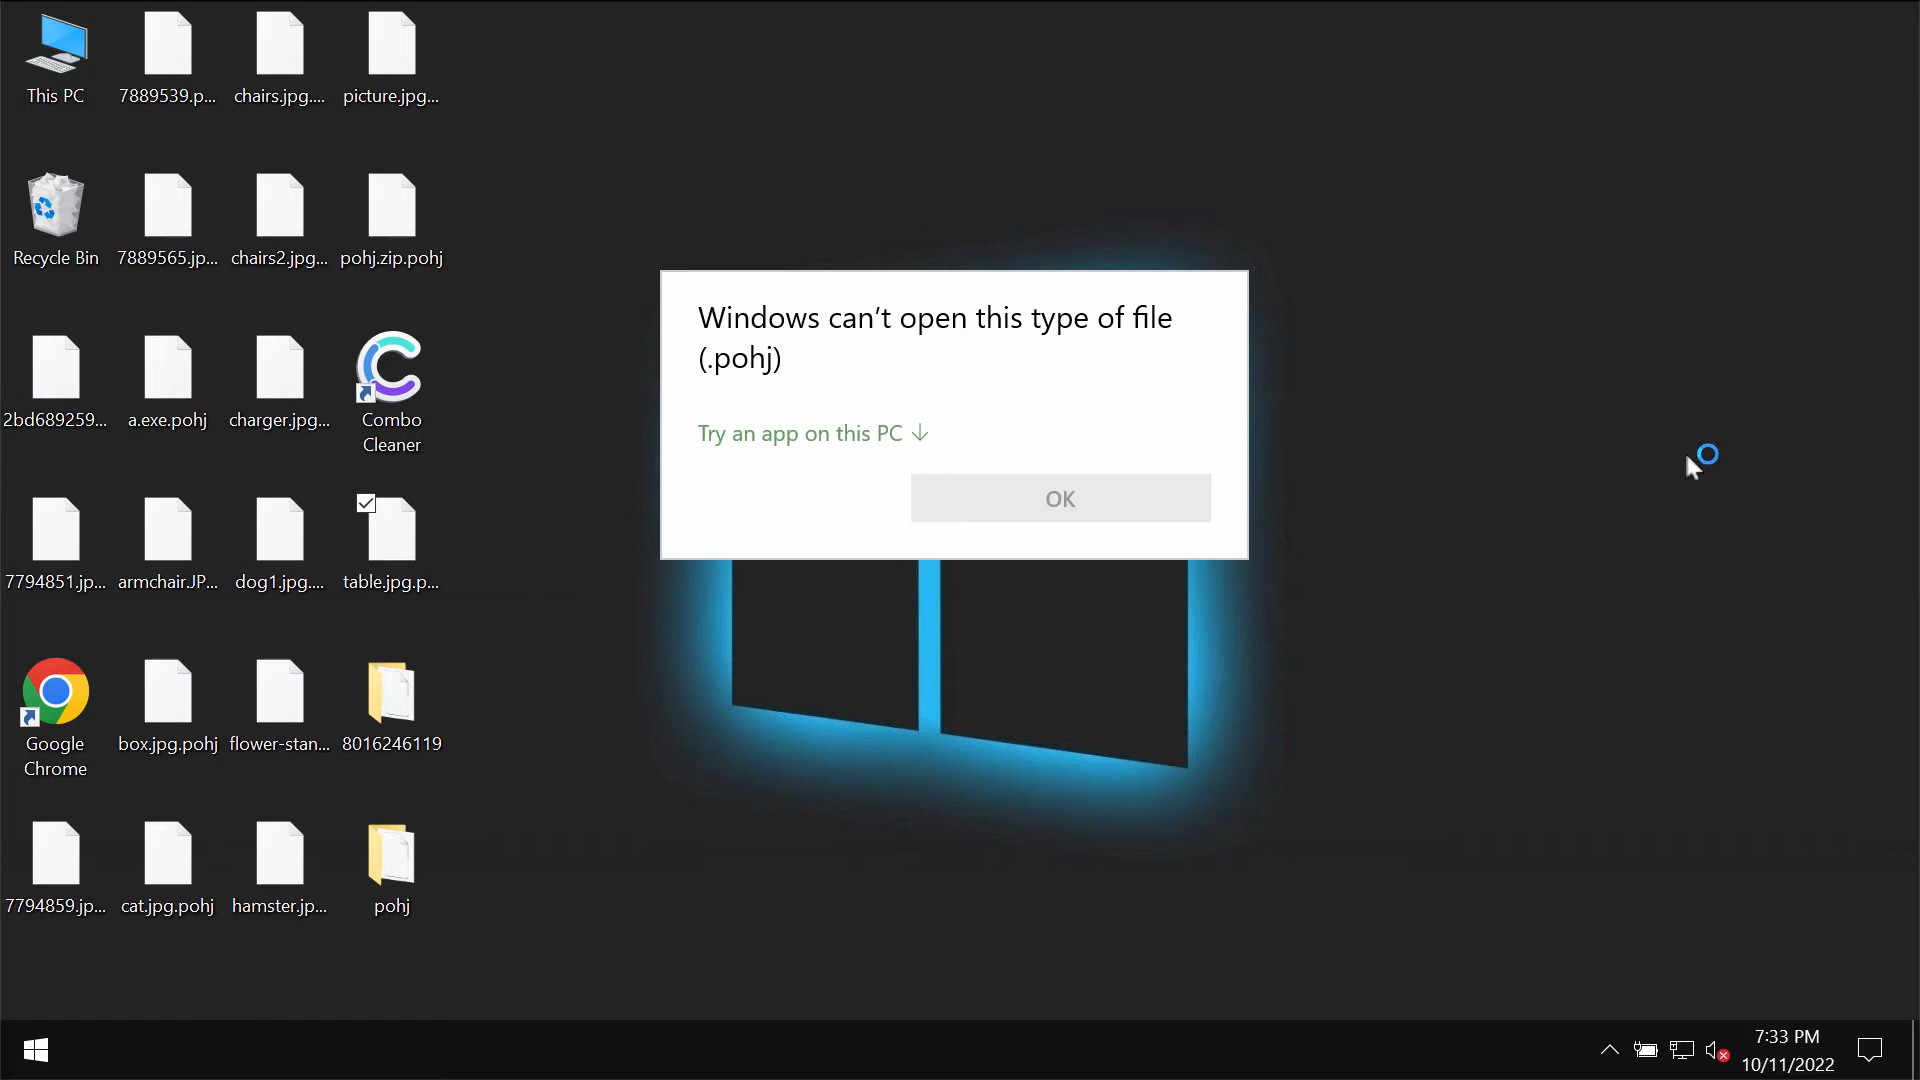 This PC
7889539.p...
chairs.jpg....
picture.jpg...
Recycle Bin
7889565.jp...
chairs2.jpg...
pohj.zip.pohj
2bd689259...
a.exe.pohj
charger.jpg...
Combo
Cleaner
7794851.jp...
armchair.JP...
dog1.jpg....
table.jpg.p...
Google
Chrome
box.jpg.pohj
flower-stan...
8016246119
7794859.jp...
cat.jpg.pohj
hamster.jp...
pohj
Windows can’t open this type of file
(.pohj)
Try an app on this PC ↓
OK
7:33 PM
10/11/2022